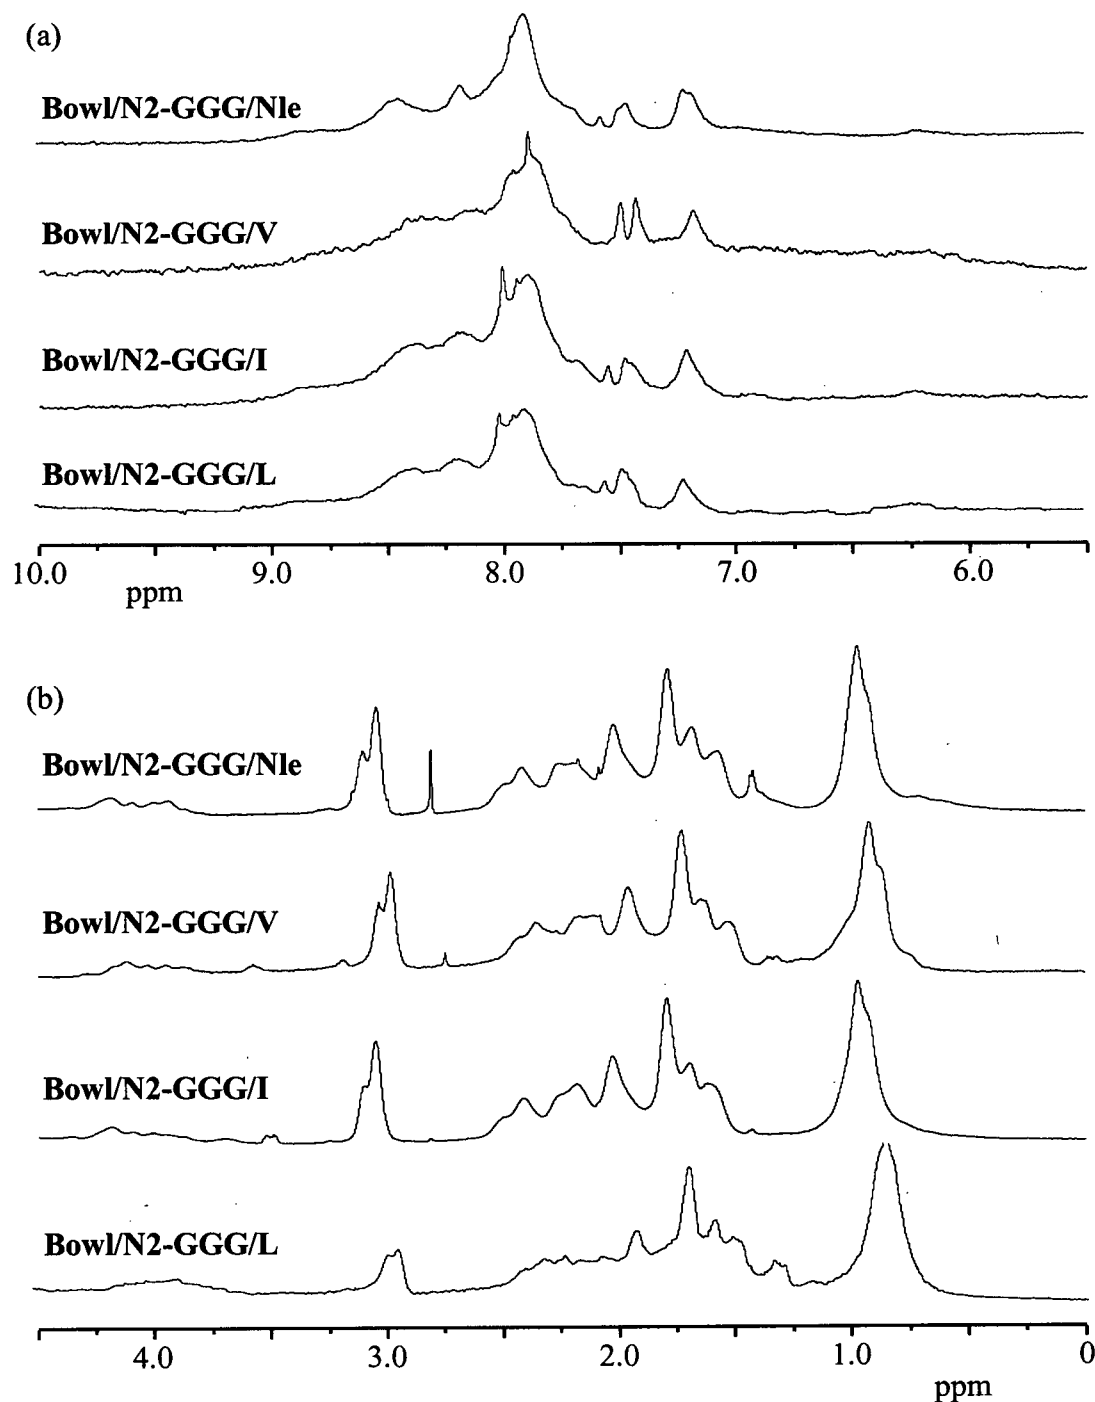 (a)
Bowl/N2-GGG/Nle
Bowl/N2-GGG/V
Bowl/N2-GGG/I
Bowl/N2-GGG/L
10.0 9.0 8.0 7.0 6.0
ppm
(b)
Bowl/N2-GGG/Nle
Bowl/N2-GGG/V
Bowl/N2-GGG/I
Bowl/N2-GGG/L
4.0 3.0 2.0 1.0 0
ppm